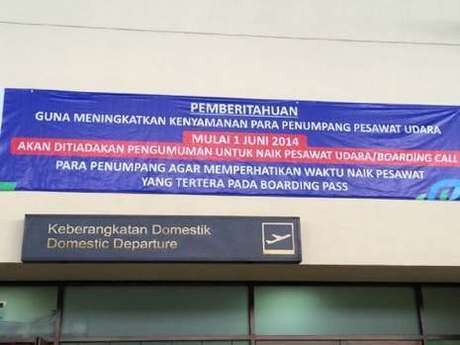 PEMBERITAHUAN
GUNA MENINGKATKAN KENYAMANAN PARA PENUMPANG PESAWAT UDARA
MULAI 1 JUNI 2014
AKAN DITIADAKAN PENGUMUMAN UNTUK NAIK PESAWAT UDARA/BOARDING CALL
PARA PENUMPANG AGAR MEMPERHATIKAN WAKTU NAIK PESAWAT
YANG TERTERA PADA BOARDING PASS
Keberangkatan Domestik
Domestic Departure